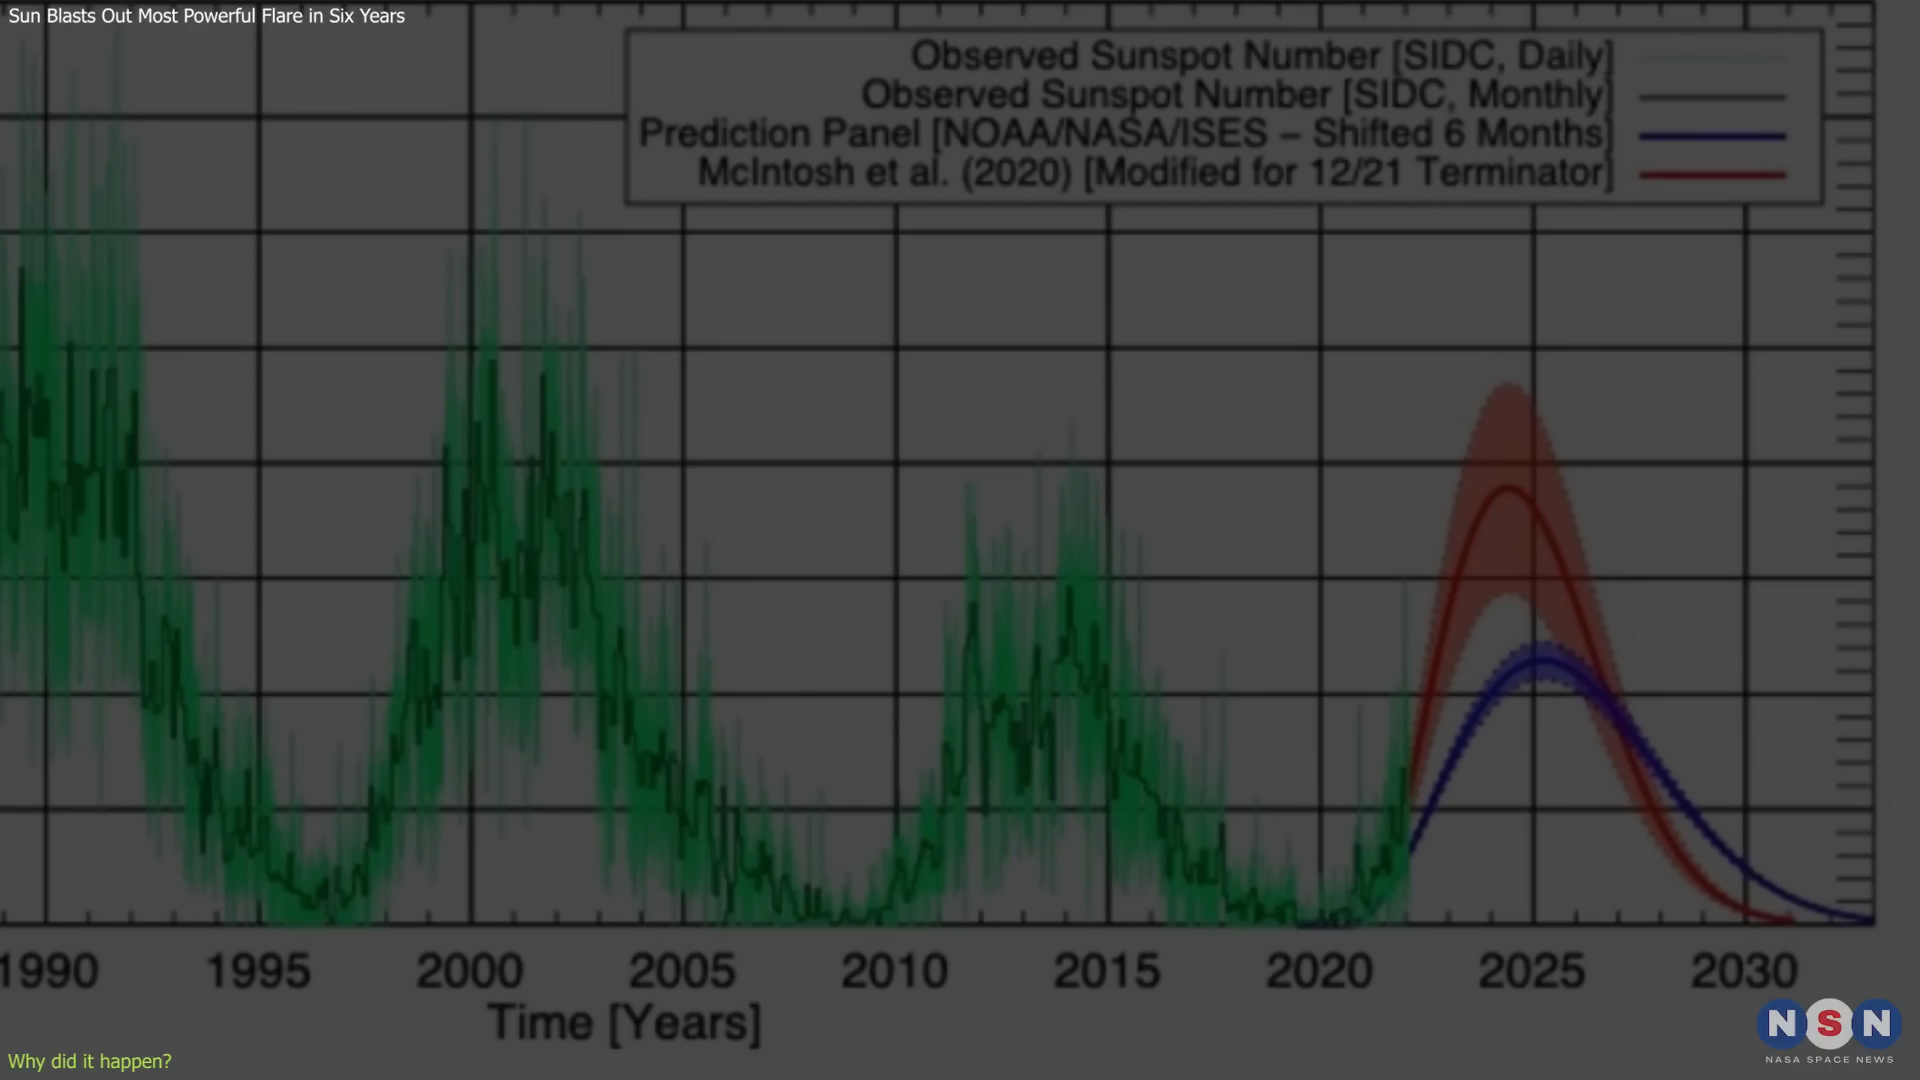 Sun Blasts Out Most Powerful Flare in Six Years
Observed Sunspot Number [SIDC, Daily]
Observed Sunspot Number [SIDC, Monthly]
Prediction Panel [NOAA/NASA/ISES – Shifted 6 Months]
McIntosh et al. (2020) [Modified for 12/21 Terminator]
1990 1995 2000 2005 2010 2015 2020 2025 2030
Time [Years]
NSN
NASA SPACE NEWS
Why did it happen?